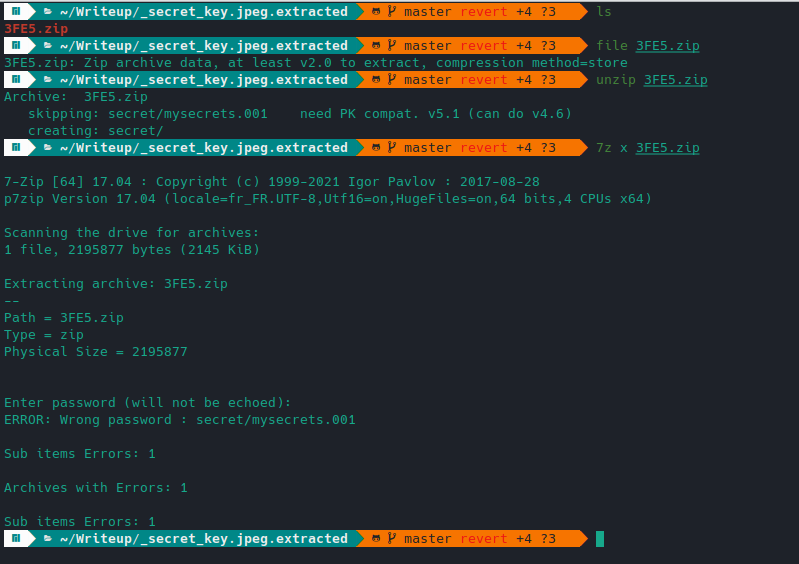 ~/Writeup/_secret_key.jpeg.extracted master revert +4 ?3 ls
3FE5.zip
~/Writeup/_secret_key.jpeg.extracted master revert +4 ?3 file 3FE5.zip
3FE5.zip: Zip archive data, at least v2.0 to extract, compression method=store
~/Writeup/_secret_key.jpeg.extracted master revert +4 ?3 unzip 3FE5.zip
Archive:  3FE5.zip
   skipping: secret/mysecrets.001    need PK compat. v5.1 (can do v4.6)
   creating: secret/
~/Writeup/_secret_key.jpeg.extracted master revert +4 ?3 7z x 3FE5.zip
7-Zip [64] 17.04 : Copyright (c) 1999-2021 Igor Pavlov : 2017-08-28
p7zip Version 17.04 (locale=fr_FR.UTF-8,Utf16=on,HugeFiles=on,64 bits,4 CPUs x64)
Scanning the drive for archives:
1 file, 2195877 bytes (2145 KiB)
Extracting archive: 3FE5.zip
--
Path = 3FE5.zip
Type = zip
Physical Size = 2195877
Enter password (will not be echoed):
ERROR: Wrong password : secret/mysecrets.001
Sub items Errors: 1
Archives with Errors: 1
Sub items Errors: 1
~/Writeup/_secret_key.jpeg.extracted master revert +4 ?3